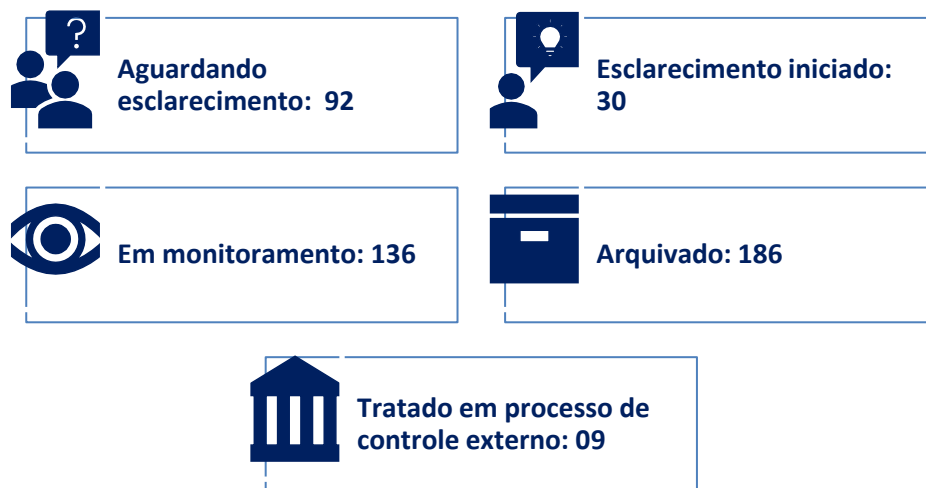 ?
Aguardando
esclarecimento: 92
Esclarecimento iniciado:
30
Em monitoramento: 136
Arquivado: 186
Tratado em processo de
controle externo: 09